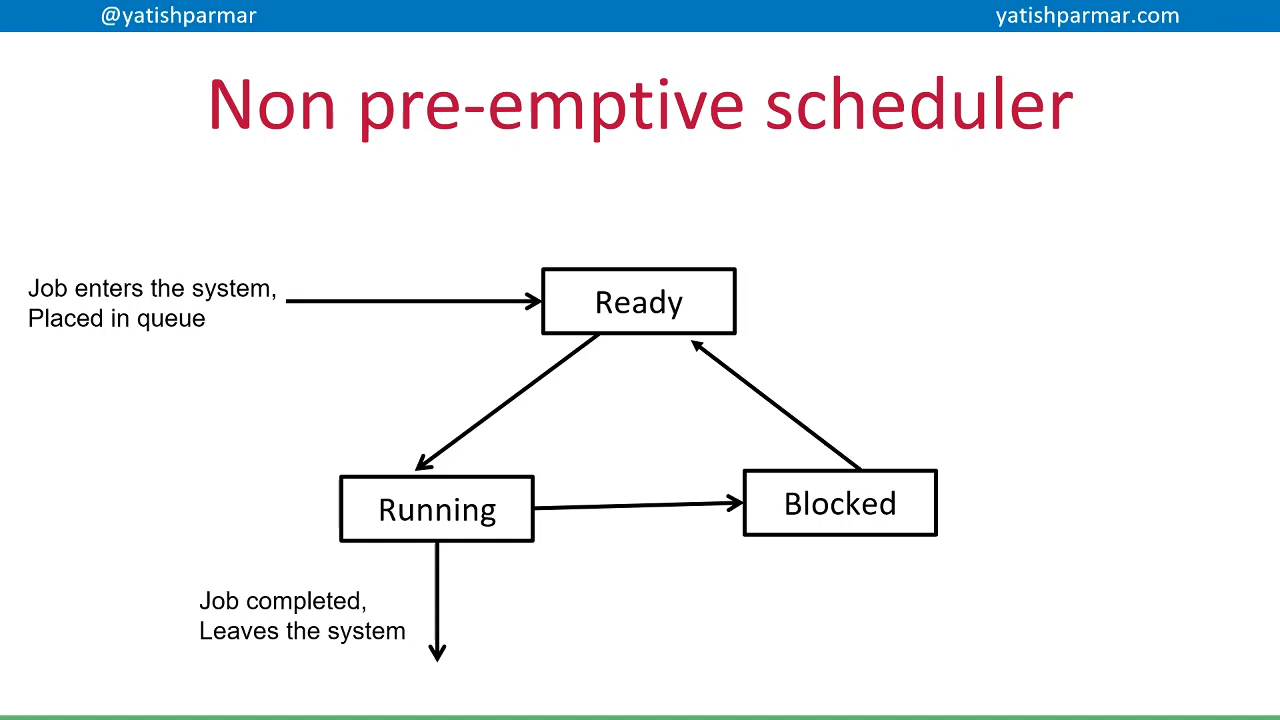 @yatishparmar
yatishparmar.com
Non pre-emptive scheduler
Job enters the system,
Placed in queue
Ready
Running
Blocked
Job completed,
Leaves the system